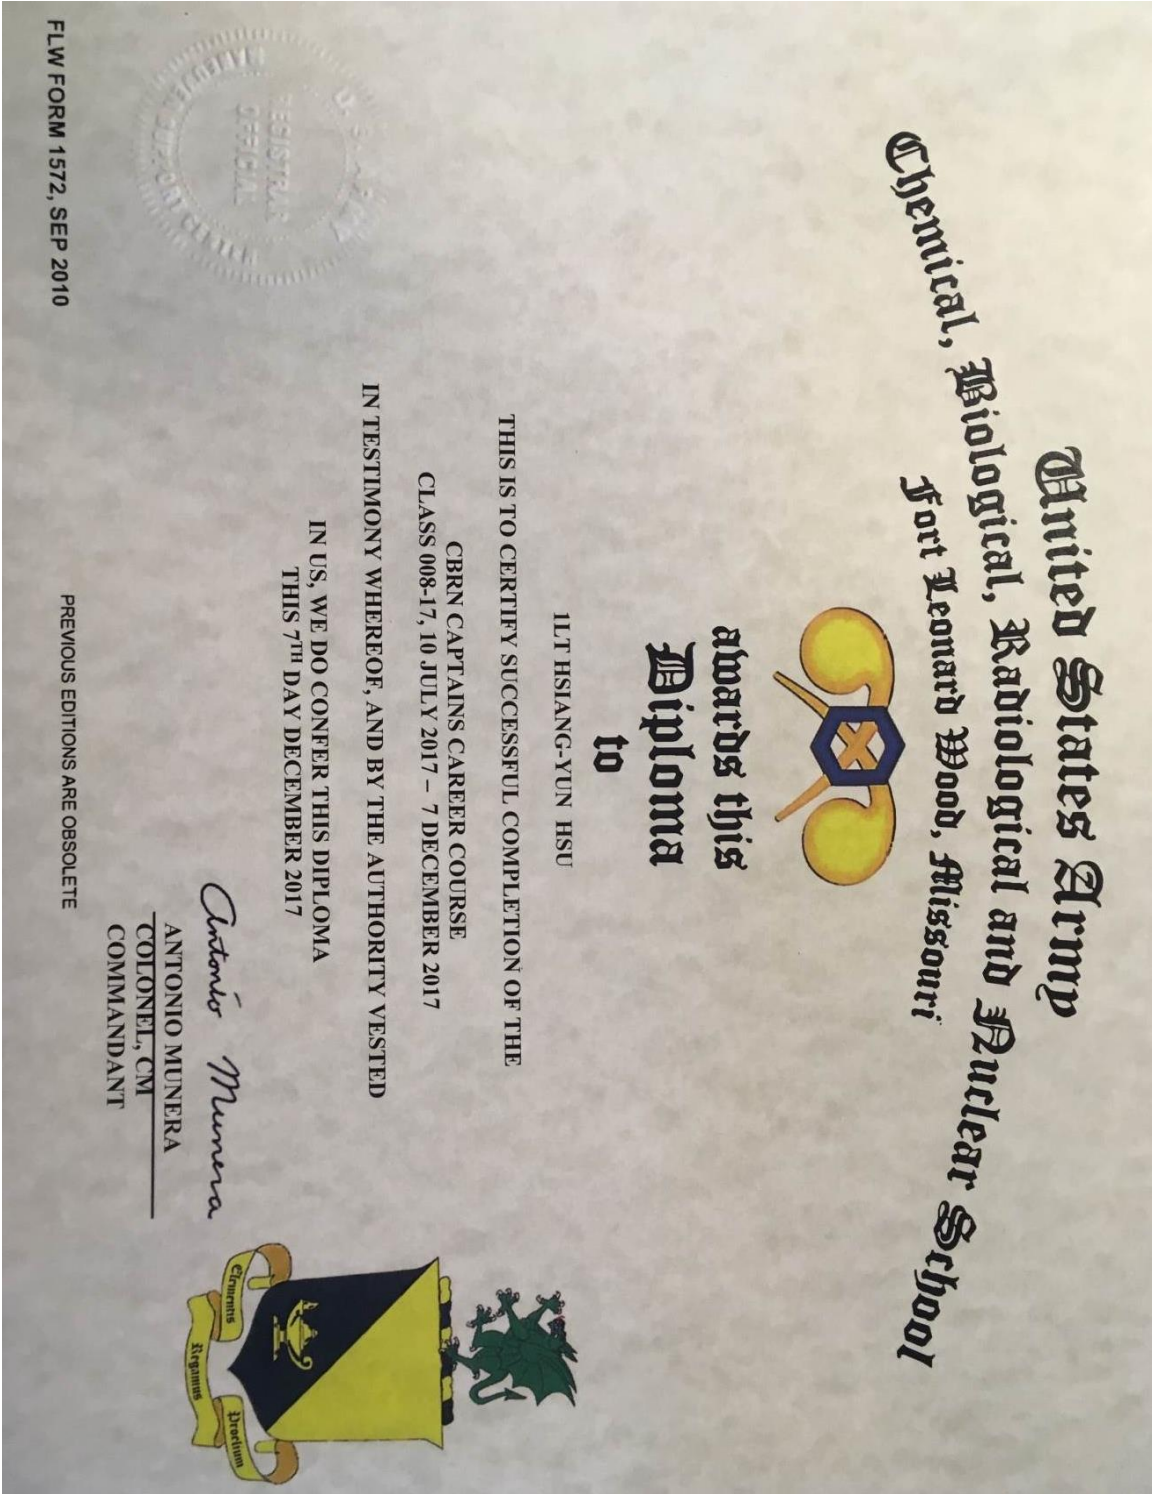 United States Army
Chemical, Biological, Radiological and Nuclear School
Fort Leonard Wood, Missouri
awards this
Diploma
to
1LT HSIANG-YUN HSU
THIS IS TO CERTIFY SUCCESSFUL COMPLETION OF THE
CBRN CAPTAINS CAREER COURSE
CLASS 008-17, 10 JULY 2017 – 7 DECEMBER 2017
IN TESTIMONY WHEREOF, AND BY THE AUTHORITY VESTED
IN US, WE DO CONFER THIS DIPLOMA
THIS 7TH DAY DECEMBER 2017
Antonio Munera
ANTONIO MUNERA
COLONEL, CM
COMMANDANT
REGISTRAR
OFFICIAL
Elementis
Regamus
Proelium
FLW FORM 1572, SEP 2010
PREVIOUS EDITIONS ARE OBSOLETE